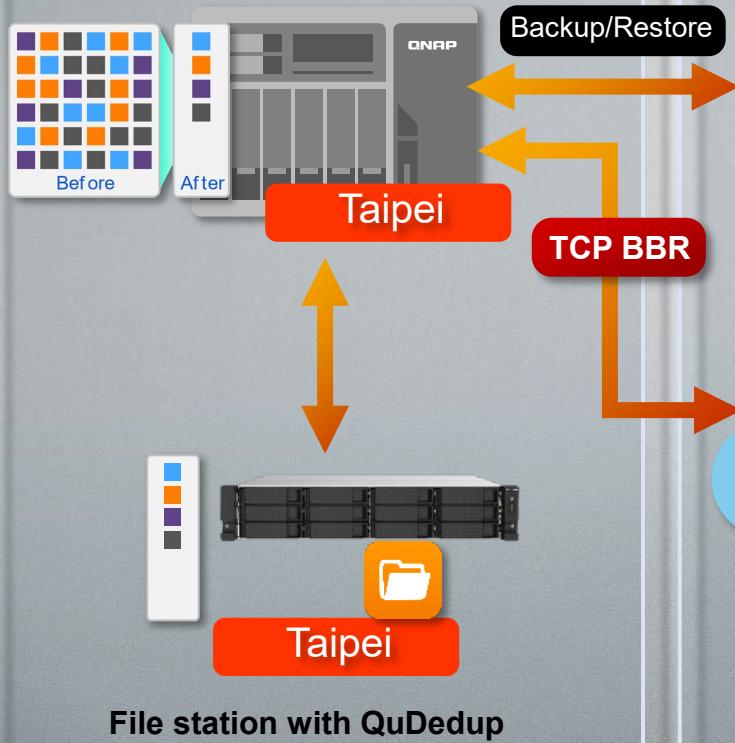 Backup/Restore
QNAP
Before
After
Taipei
TCP BBR
Taipei
File station with QuDedup